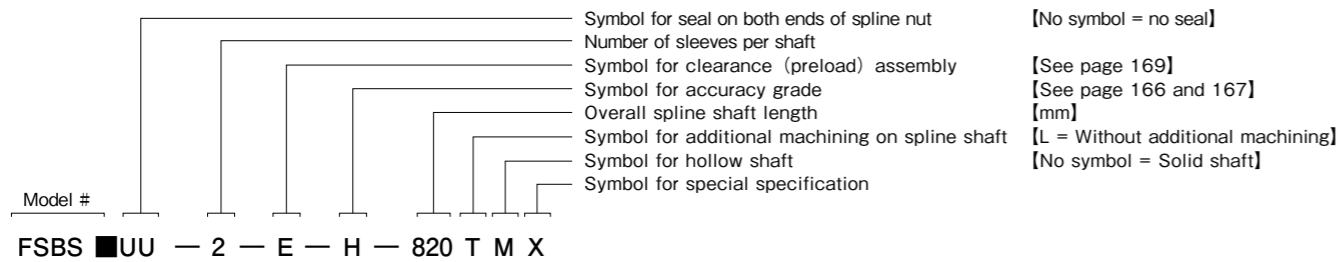 Symbol for seal on both ends of spline nut 【No symbol = no seal】
Number of sleeves per shaft
Symbol for clearance (preload) assembly 【See page 169】
Symbol for accuracy grade 【See page 166 and 167】
Overall spline shaft length 【mm】
Symbol for additional machining on spline shaft 【L = Without additional machining】
Symbol for hollow shaft 【No symbol = Solid shaft】
Symbol for special specification
Model #
FSBS ■UU — 2 — E — H — 820 T M X